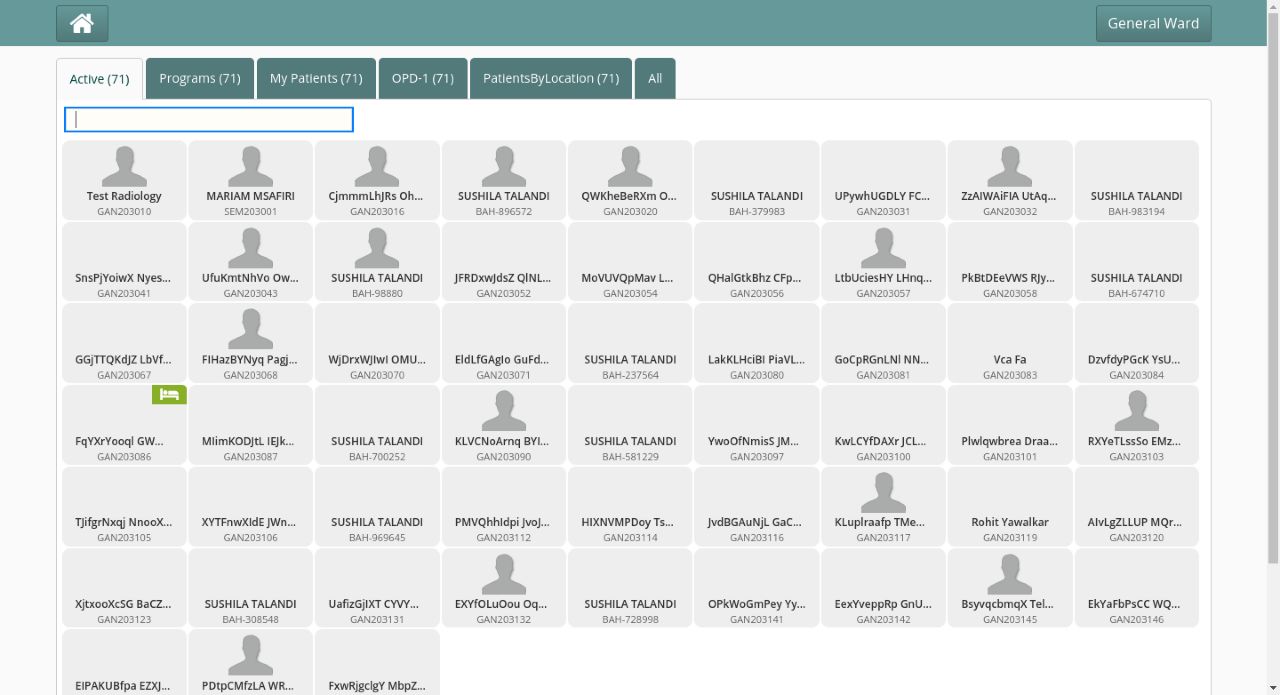 General Ward
Active (71)
Programs (71)
My Patients (71)
OPD-1 (71)
PatientsByLocation (71)
All
Test Radiology
GAN203010
MARIAM MSAFIRI
SEM203001
CjmmmLhJRs Oh...
GAN203016
SUSHILA TALANDI
BAH-896572
QWKheBeRXm O...
GAN203020
SUSHILA TALANDI
BAH-379983
UPywhUGDLY FC...
GAN203031
ZzAIWAiFIA UtAq...
GAN203032
SUSHILA TALANDI
BAH-983194
SnsPjYoiwX Nyes...
GAN203041
UfuKmtNhVo Ow...
GAN203043
SUSHILA TALANDI
BAH-98880
JFRDxwJdsZ QlNL...
GAN203052
MoVUVQpMav L...
GAN203054
QHalGtkBhz CFp...
GAN203056
LtbUciesHY LHnq...
GAN203057
PkBtDEeVWS RJy...
GAN203058
SUSHILA TALANDI
BAH-674710
GGjTTQKdJZ LbVf...
GAN203067
FIHazBYNyq Pagj...
GAN203068
WjDrxWJIwI OMU...
GAN203070
EldLfGAgIo GuFd...
GAN203071
SUSHILA TALANDI
BAH-237564
LakKLHciBI PiaVL...
GAN203080
GoCpRGnLNl NN...
GAN203081
Vca Fa
GAN203083
DzvfdyPGcK YsU...
GAN203084
FqYXrYooql GW...
GAN203086
MIimKODJtL IEJk...
GAN203087
SUSHILA TALANDI
BAH-700252
KLVCNoArnq BYI...
GAN203090
SUSHILA TALANDI
BAH-581229
YwoOfNmisS JM...
GAN203097
KwLCYfDAXr JCL...
GAN203100
Plwlqwbrea Draa...
GAN203101
RXYeTLssSo EMz...
GAN203103
TJifgrNxqj NnooX...
GAN203105
XYTFnwXIdE JWn...
GAN203106
SUSHILA TALANDI
BAH-969645
PMVQhhIdpi JvoJ...
GAN203112
HIXNVMPDoy Ts...
GAN203114
JvdBGAuNjL GaC...
GAN203116
KLuplraafp TMe...
GAN203117
Rohit Yawalkar
GAN203119
AIvLgZLLUP MQr...
GAN203120
XjtxooXcSG BaCZ...
GAN203123
SUSHILA TALANDI
BAH-308548
UafizGjIXT CYVY...
GAN203131
EXYfOLuOou Oq...
GAN203132
SUSHILA TALANDI
BAH-728998
OPkWoGmPey Yy...
GAN203141
EexYveppRp GnU...
GAN203142
BsyvqcbmqX Tel...
GAN203145
EkYaFbPsCC WQ...
GAN203146
EIPAKUBfpa EZXJ...
PDtpCMfzLA WR...
FxwRjgclgY MbpZ...